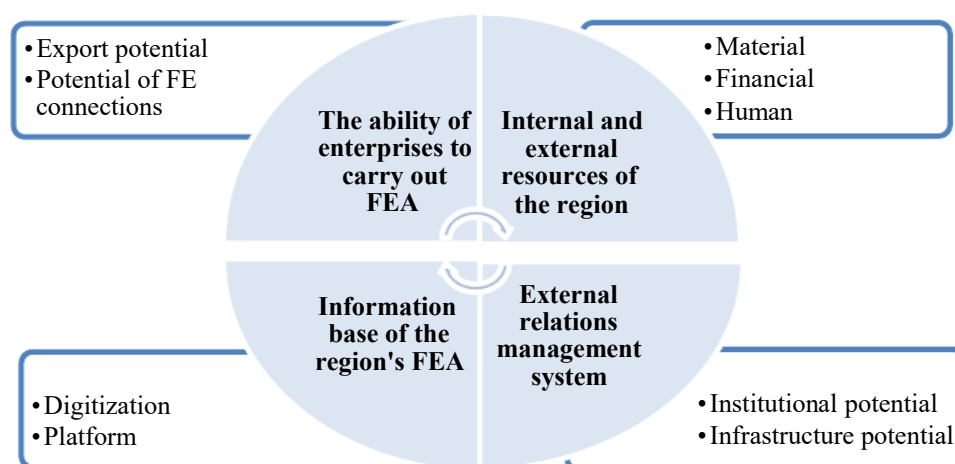 •Export potential
•Potential of FE
connections
•Material
•Financial
•Human
The ability of
enterprises to
carry out
FEA
Internal and
external
resources of
the region
Information
base of the
region's FEA
External
relations
management
system
•Digitization
•Platform
•Institutional potential
•Infrastructure potential